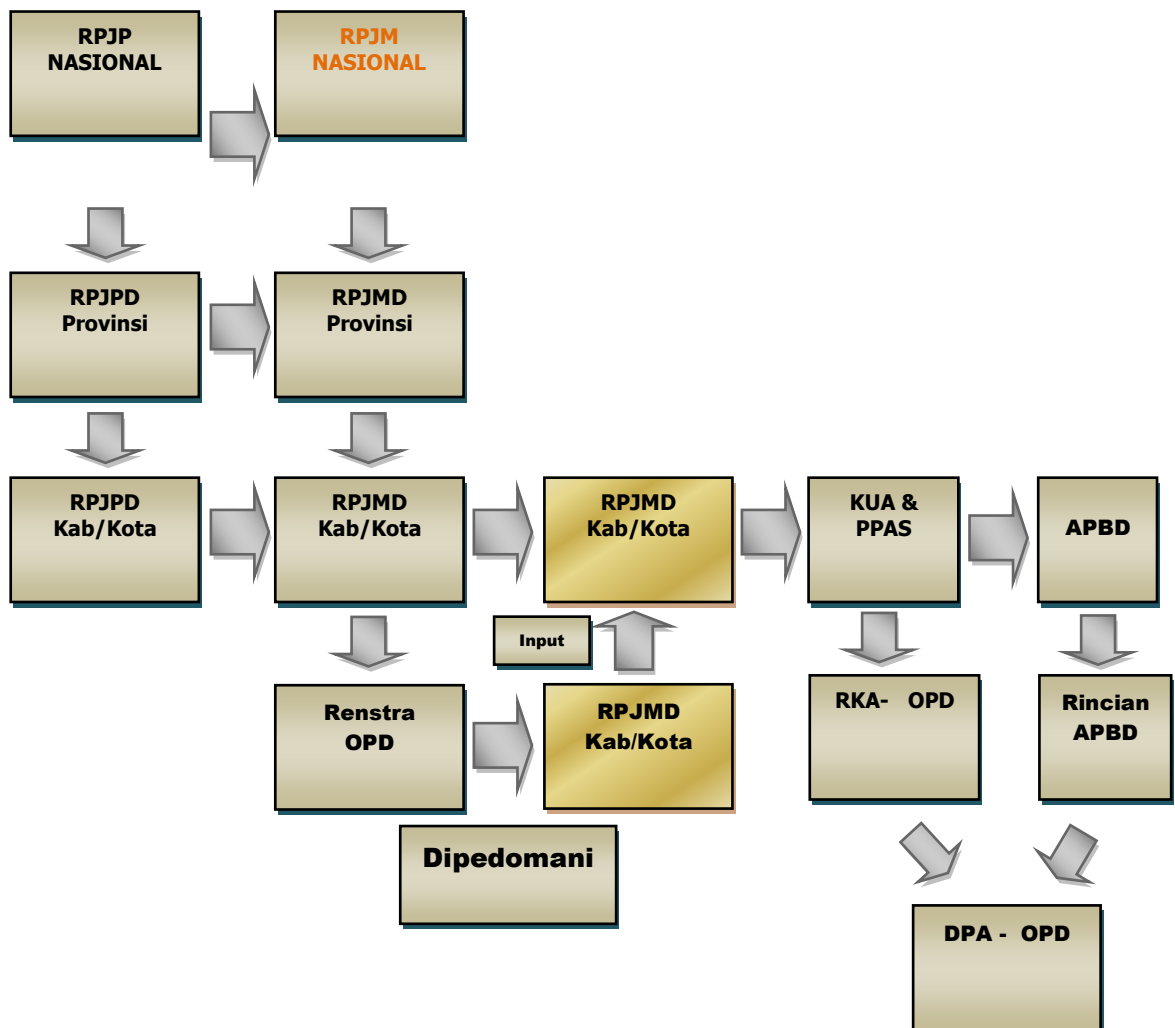 RPJP
NASIONAL
RPJM
NASIONAL
RPJPD
Provinsi
RPJMD
Provinsi
RPJPD
Kab/Kota
RPJMD
Kab/Kota
RPJMD
Kab/Kota
KUA &
PPAS
APBD
Input
Renstra
OPD
RPJMD
Kab/Kota
RKA- OPD
Rincian
APBD
Dipedomani
DPA - OPD